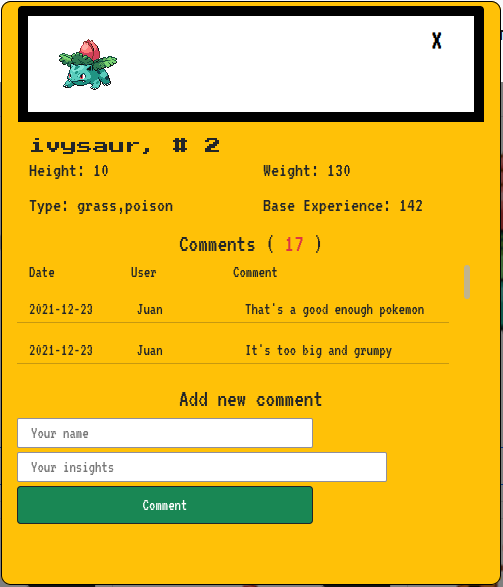 X
ivysaur, # 2
Height: 10 Weight: 130
Type: grass,poison Base Experience: 142
Comments ( 17 )
Date User Comment
2021-12-23 Juan That's a good enough pokemon
2021-12-23 Juan It's too big and grumpy
Add new comment
Your name
Your insights
Comment